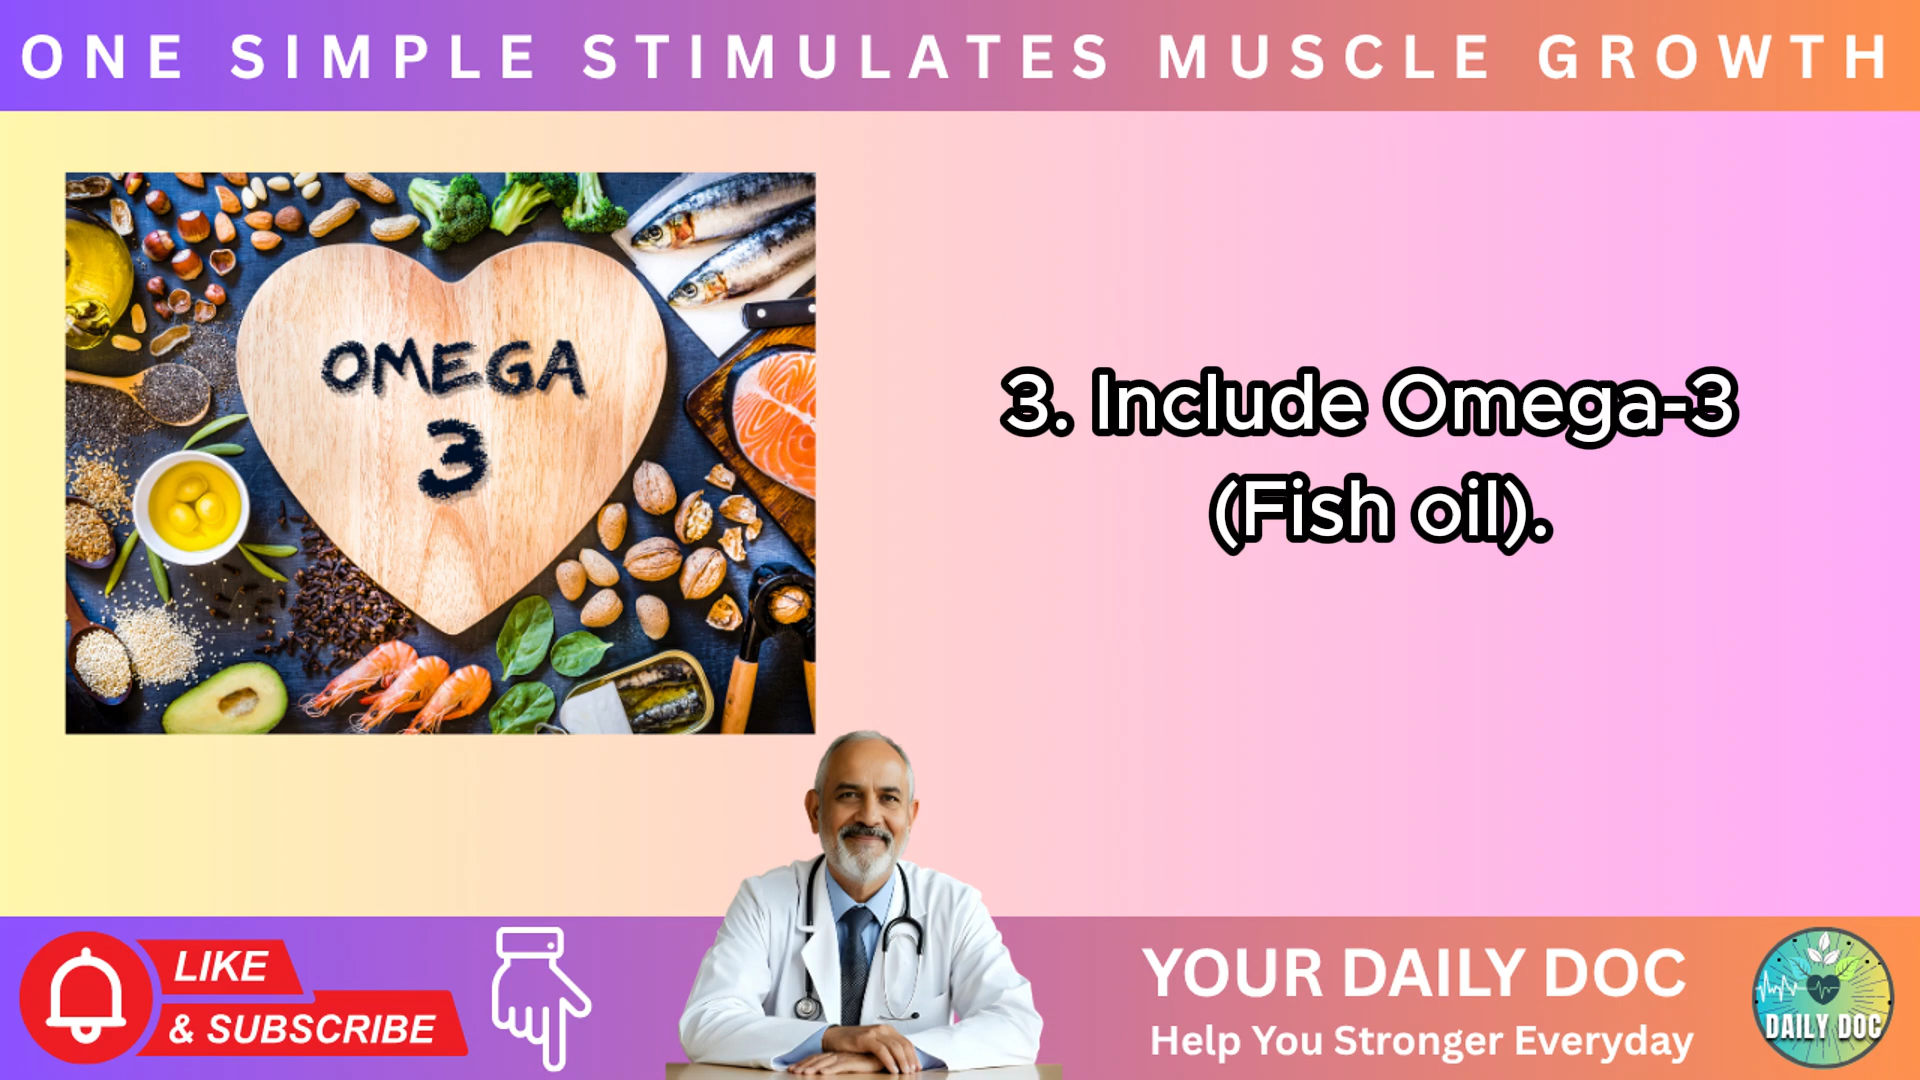 ONE SIMPLE STIMULATES MUSCLE GROWTH
OMEGA
3
3. Include Omega-3
(Fish oil).
LIKE
& SUBSCRIBE
YOUR DAILY DOC
Help You Stronger Everyday
DAILY DOC